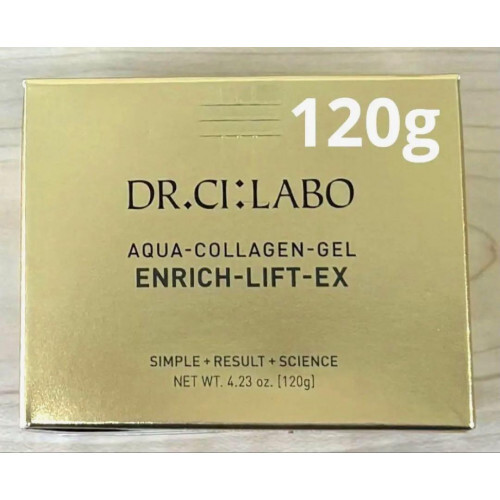 120g
DR.CI:LABO
AQUA-COLLAGEN-GEL
ENRICH-LIFT-EX
SIMPLE + RESULT + SCIENCE
NET WT. 4.23 oz. [120g]